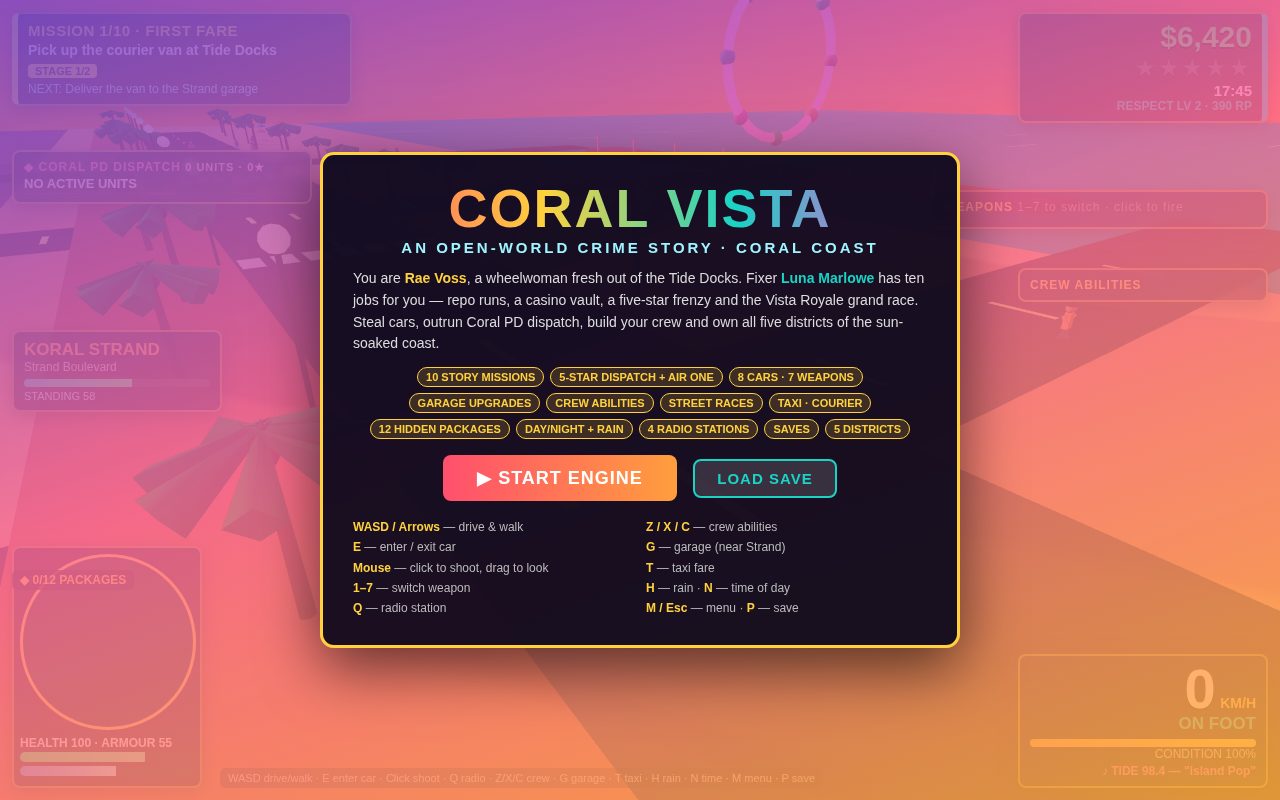 MISSION 1/10 · FIRST FARE
Pick up the courier van at Tide Docks
STAGE 1/2
NEXT: Deliver the van to the Strand garage
$6,420
★★★★★
17:45
RESPECT LV 2 · 390 RP
◆ CORAL PD DISPATCH 0 UNITS · 0★
NO ACTIVE UNITS
EAPONS 1–7 to switch · click to fire
CREW ABILITIES
KORAL STRAND
Strand Boulevard
STANDING 58
CORAL VISTA
AN OPEN-WORLD CRIME STORY · CORAL COAST
You are Rae Voss, a wheelwoman fresh out of the Tide Docks. Fixer Luna Marlowe has ten
jobs for you — repo runs, a casino vault, a five-star frenzy and the Vista Royale grand race.
Steal cars, outrun Coral PD dispatch, build your crew and own all five districts of the sun-
soaked coast.
10 STORY MISSIONS 5-STAR DISPATCH + AIR ONE 8 CARS · 7 WEAPONS
GARAGE UPGRADES CREW ABILITIES STREET RACES TAXI · COURIER
12 HIDDEN PACKAGES DAY/NIGHT + RAIN 4 RADIO STATIONS SAVES 5 DISTRICTS
▶ START ENGINE LOAD SAVE
WASD / Arrows — drive & walk
E — enter / exit car
Mouse — click to shoot, drag to look
1–7 — switch weapon
Q — radio station
Z / X / C — crew abilities
G — garage (near Strand)
T — taxi fare
H — rain · N — time of day
M / Esc — menu · P — save
◆ 0/12 PACKAGES
HEALTH 100 · ARMOUR 55
WASD drive/walk · E enter car · Click shoot · Q radio · Z/X/C crew · G garage · T taxi · H rain · N time · M menu · P save
0 KM/H
ON FOOT
CONDITION 100%
♪ TIDE 98.4 — "Island Pop"